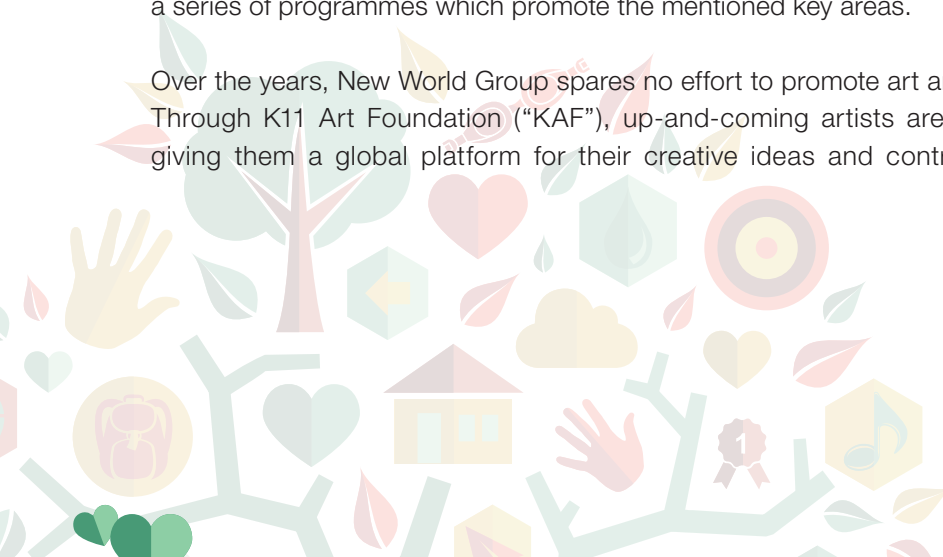 a series of programmes which promote the mentioned key areas.
Over the years, New World Group spares no effort to promote art a
Through K11 Art Foundation (“KAF”), up-and-coming artists are
giving them a global platform for their creative ideas and contr
1